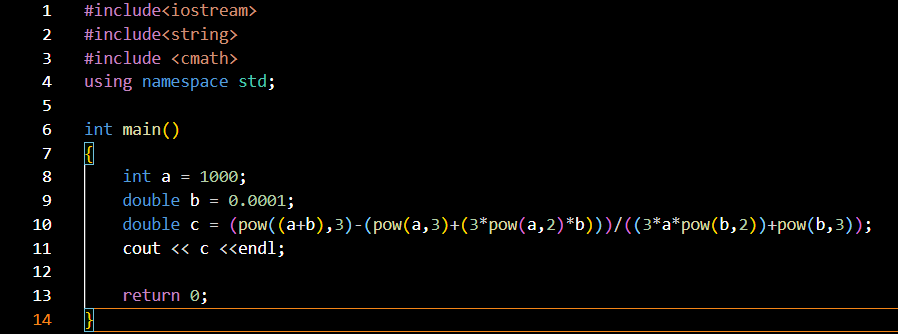 1 #include<iostream>
2 #include<string>
3 #include <cmath>
4 using namespace std;
5
6 int main()
7 {
8     int a = 1000;
9     double b = 0.0001;
10     double c = (pow((a+b),3)-(pow(a,3)+(3*pow(a,2)*b)))/((3*a*pow(b,2))+pow(b,3));
11     cout << c <<endl;
12
13     return 0;
14 }